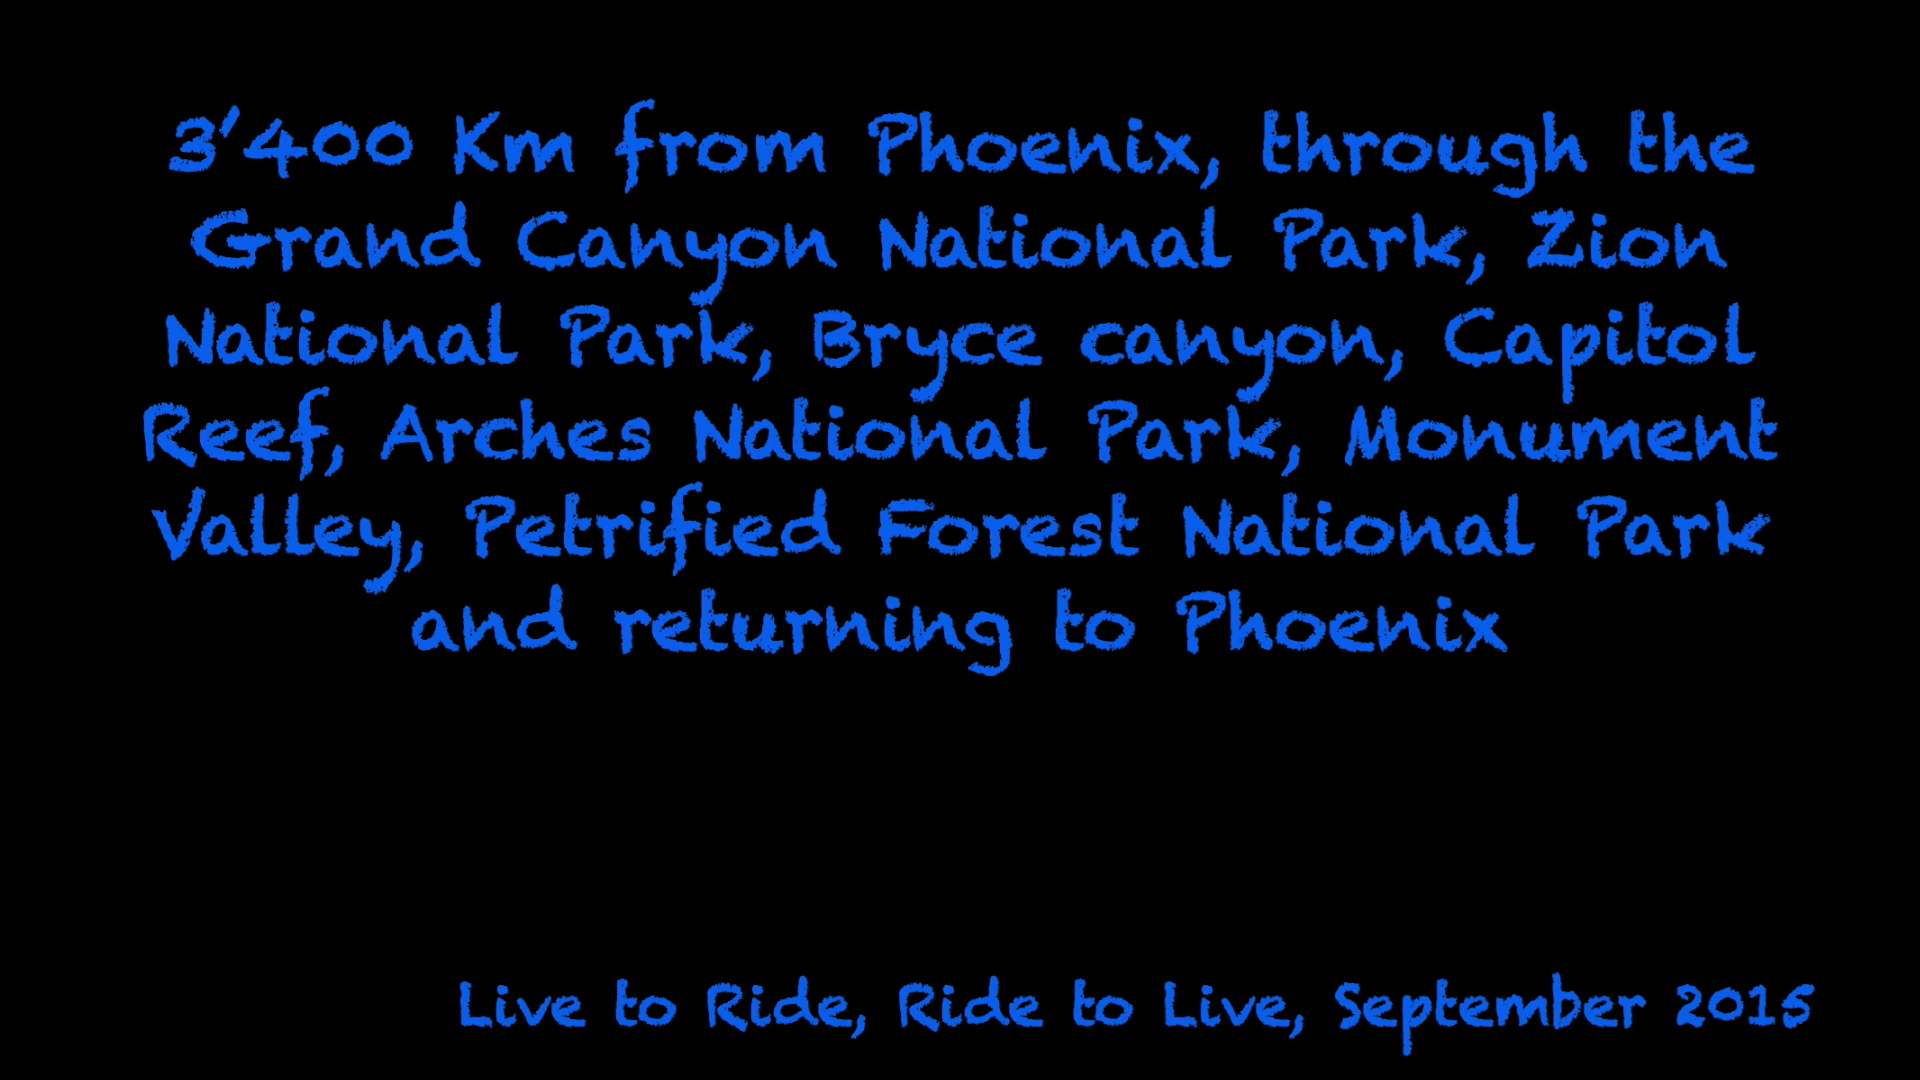 3'400 Km from Phoenix, through the
Grand Canyon National Park, Zion
National Park, Bryce canyon, Capitol
Reef, Arches National Park, Monument
Valley, Petrified Forest National Park
and returning to Phoenix
Live to Ride, Ride to Live, September 2015